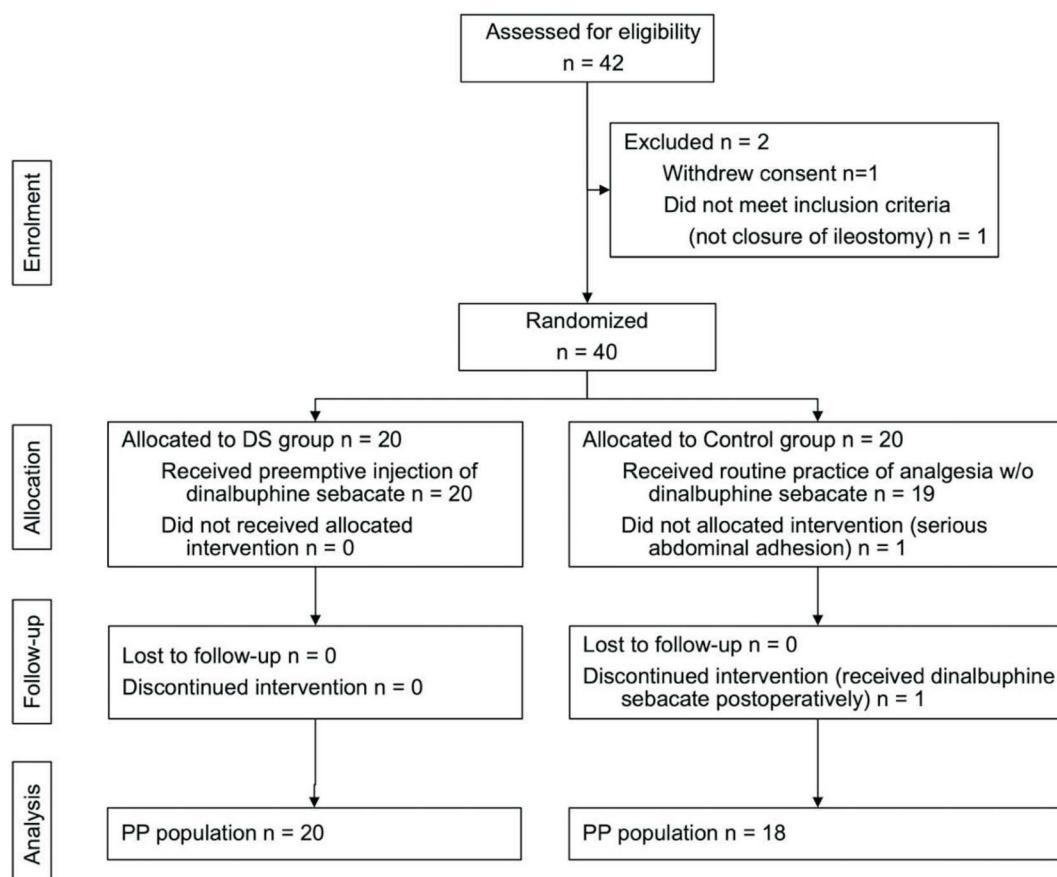 Assessed for eligibility
n = 42
Enrolment
Excluded n = 2
Withdrew consent n=1
Did not meet inclusion criteria
(not closure of ileostomy) n = 1
Randomized
n = 40
Allocation
Allocated to DS group n = 20
Received preemptive injection of
dinalbuphine sebacate n = 20
Did not received allocated
intervention n = 0
Allocated to Control group n = 20
Received routine practice of analgesia w/o
dinalbuphine sebacate n = 19
Did not allocated intervention (serious
abdominal adhesion) n = 1
Follow-up
Lost to follow-up n = 0
Discontinued intervention n = 0
Lost to follow-up n = 0
Discontinued intervention (received dinalbuphine
sebacate postoperatively) n = 1
Analysis
PP population n = 20
PP population n = 18